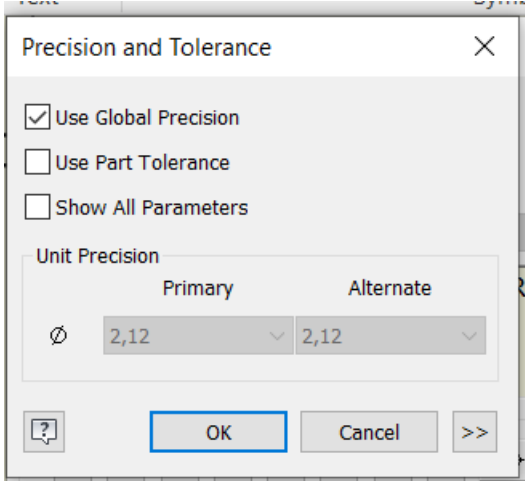 Precision and Tolerance
Use Global Precision
Use Part Tolerance
Show All Parameters
Unit Precision
Primary Alternate
∅ 2,12 2,12
? OK Cancel >>